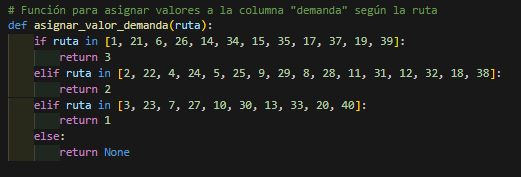 # Función para asignar valores a la columna "demanda" según la ruta
def asignar_valor_demanda(ruta):
    if ruta in [1, 21, 6, 26, 14, 34, 15, 35, 17, 37, 19, 39]:
        return 3
    elif ruta in [2, 22, 4, 24, 5, 25, 9, 29, 8, 28, 11, 31, 12, 32, 18, 38]:
        return 2
    elif ruta in [3, 23, 7, 27, 10, 30, 13, 33, 20, 40]:
        return 1
    else:
        return None